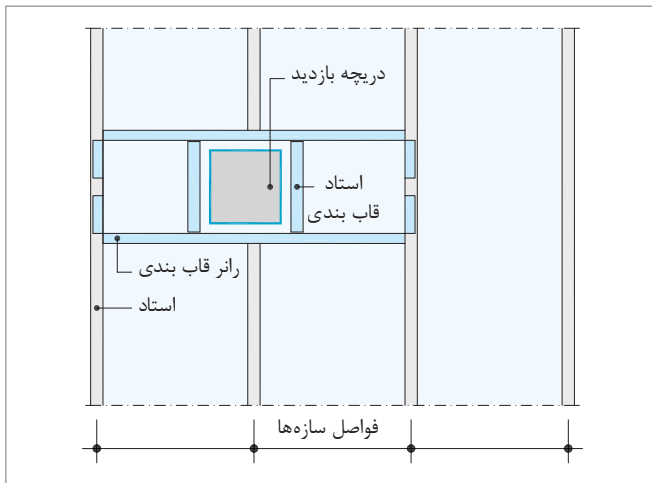 دریچه بازدید
استاد
قاب بندی
رانر قاب بندی
استاد
فواصل سازه‌ها